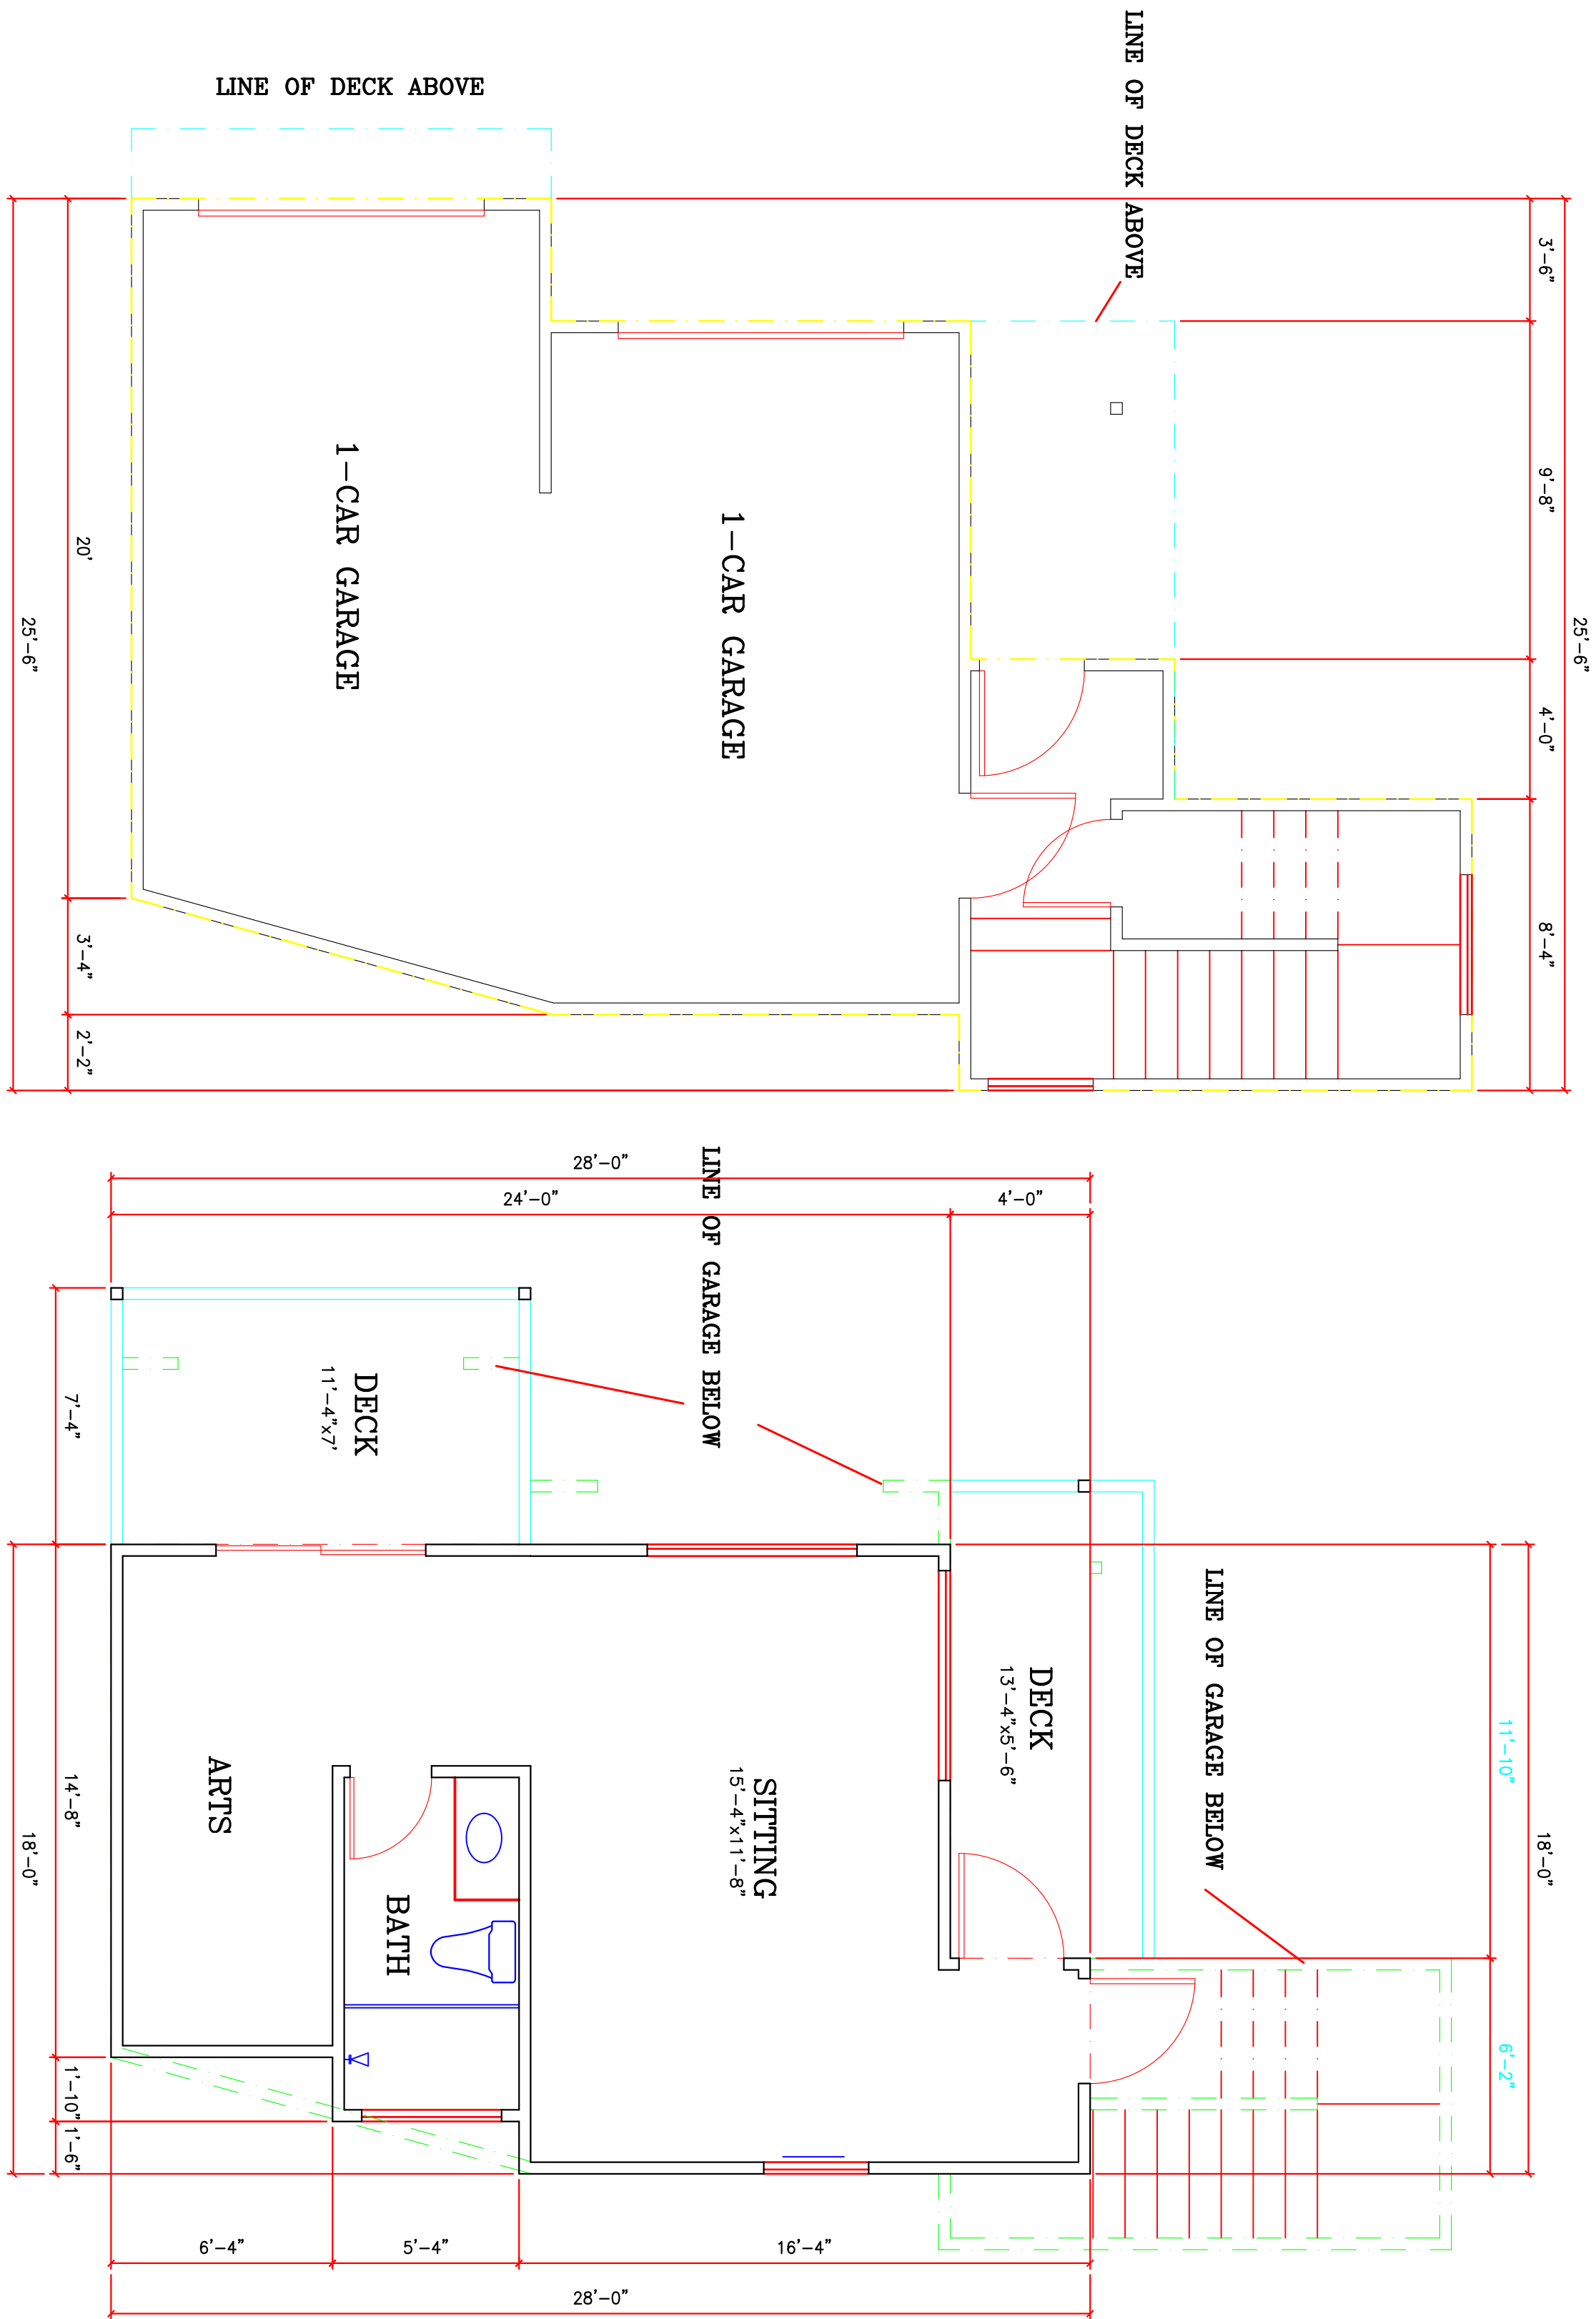 LINE OF DECK ABOVE
LINE OF DECK ABOVE
3'-6"
9'-8"
4'-0"
8'-4"
25'-6"
1-CAR GARAGE
1-CAR GARAGE
20'
3'-4"
2'-2"
25'-6"
28'-0"
24'-0"
4'-0"
LINE OF GARAGE BELOW
DECK
11'-4"x7'
7'-4"
LINE OF GARAGE BELOW
DECK
13'-4"x5'-6"
11'-10"
6'-2"
18'-0"
SITTING
15'-4"x11'-8"
ARTS
BATH
14'-8"
1'-10"
1'-6"
18'-0"
6'-4"
5'-4"
16'-4"
28'-0"